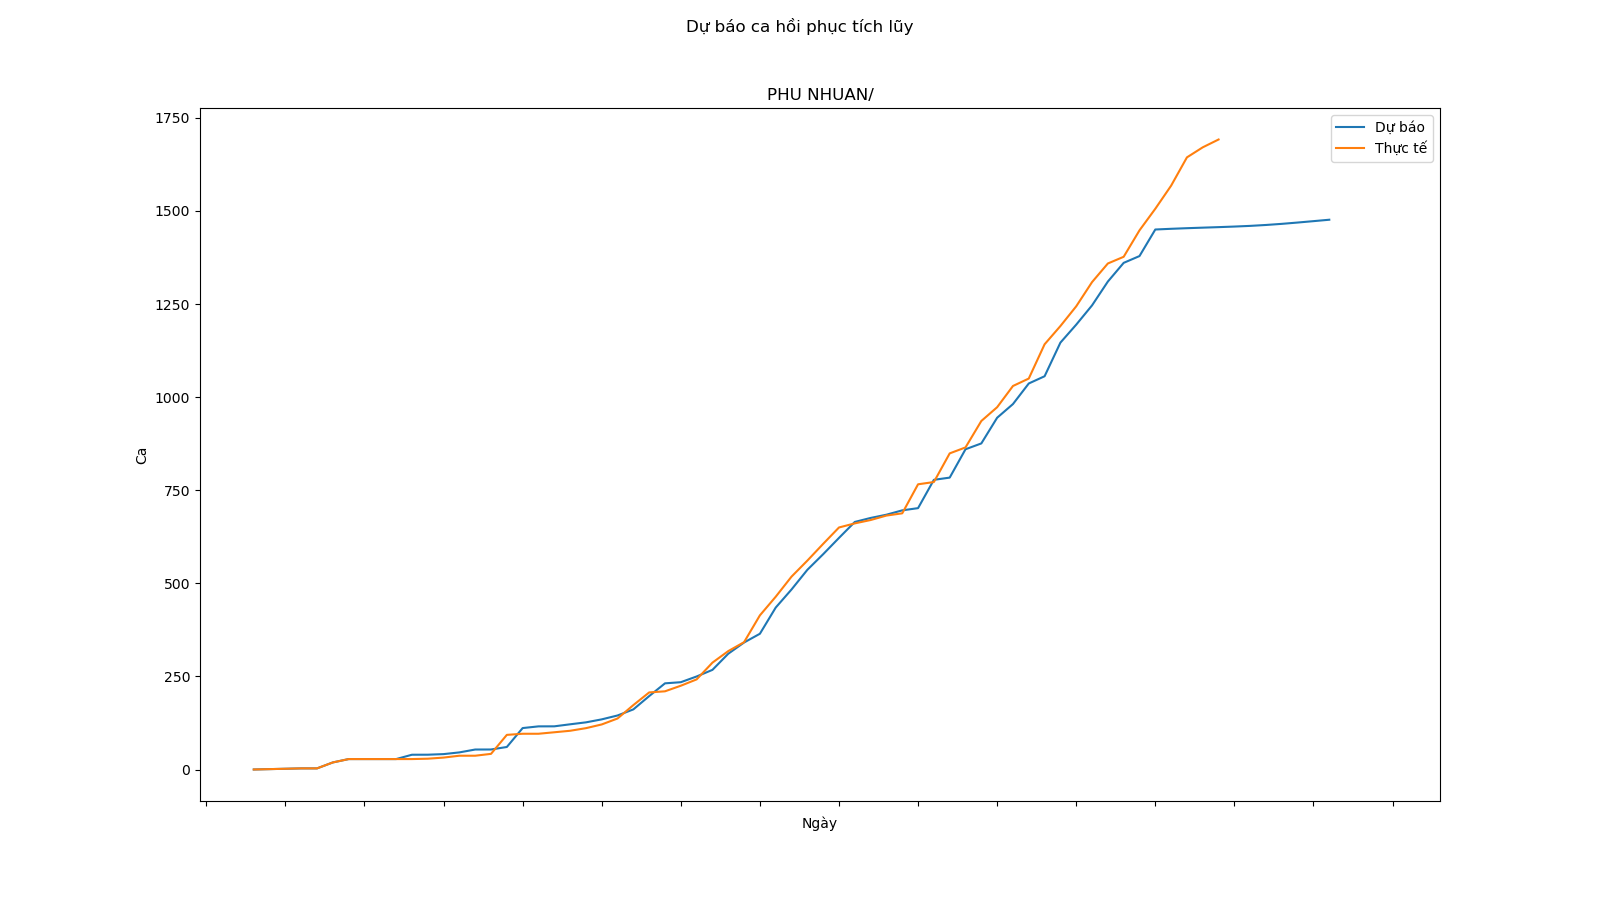 Dự báo ca hồi phục tích lũy
PHU NHUAN/
1750
1500
1250
1000
750
500
250
0
Ca
Ngày
Dự báo
Thực tế